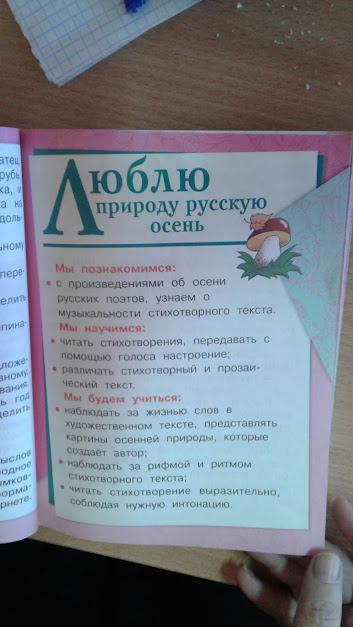 Люблю
природу русскую
осень
Мы познакомимся:
• с произведениями об осени
русских поэтов, узнаем о
музыкальности стихотворного текста.
Мы научимся:
• читать стихотворения, передавать с
помощью голоса настроение;
• различать стихотворный и прозаи-
ческий текст.
Мы будем учиться:
• наблюдать за жизнью слов в
художественном тексте, представлять
картины осенней природы, которые
создаёт автор;
• наблюдать за рифмой и ритмом
стихотворного текста;
• читать стихотворение выразительно,
соблюдая нужную интонацию.